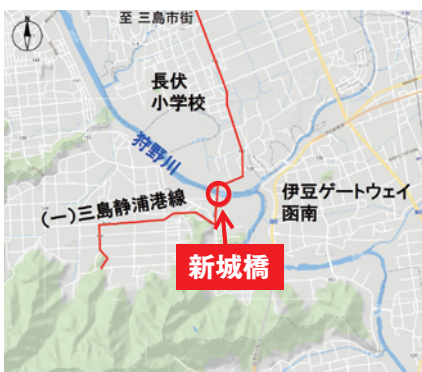 至 三島市街
長伏
小学校
狩野川
(一)三島静浦港線
伊豆ゲートウェイ
函南
新城橋